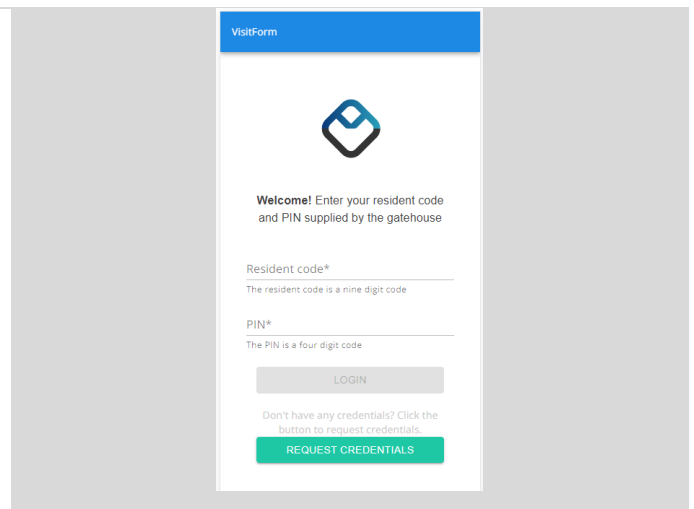 VisitForm
Welcome! Enter your resident code
and PIN supplied by the gatehouse
Resident code*
The resident code is a nine digit code
PIN*
The PIN is a four digit code
LOGIN
Don't have any credentials? Click the
button to request credentials.
REQUEST CREDENTIALS